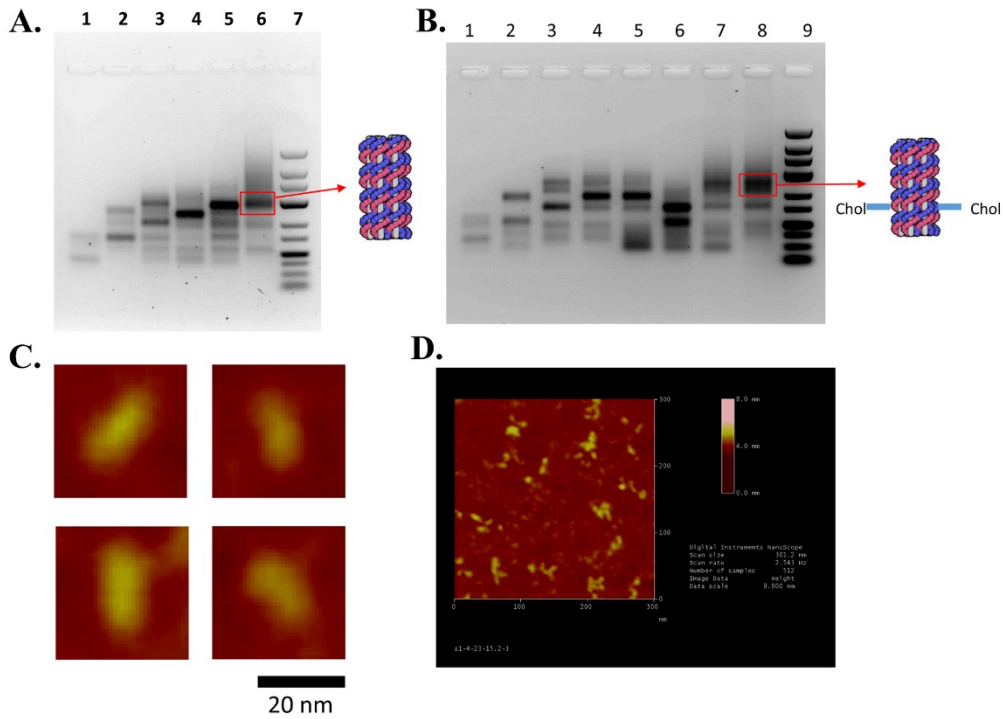 A.
1 2 3 4 5 6 7
B.
1 2 3 4 5 6 7 8 9
Chol
Chol
C.
20 nm
D.
300
200
100
0
0 100 200 300
nm
8.0 nm
4.0 nm
0.0 nm
Digital Instruments NanoScope
Scan size 301.2 nm
Scan rate 2.543 Hz
Number of samples 512
Image Data Height
Data scale 8.000 nm
s1-4-23-15.2-3